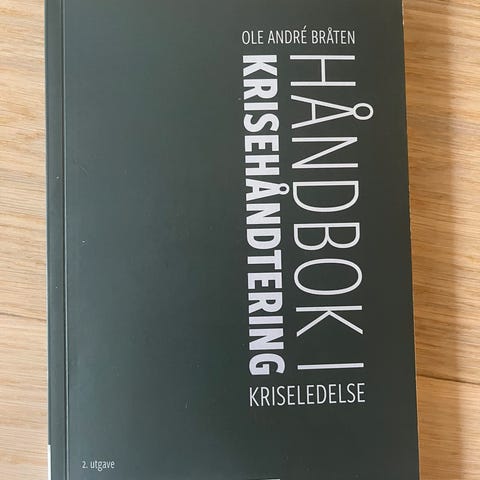 OLE ANDRÉ BRÅTEN
HÅNDBOK I
KRISEHÅNDTERING
KRISELEDELSE
2. utgave